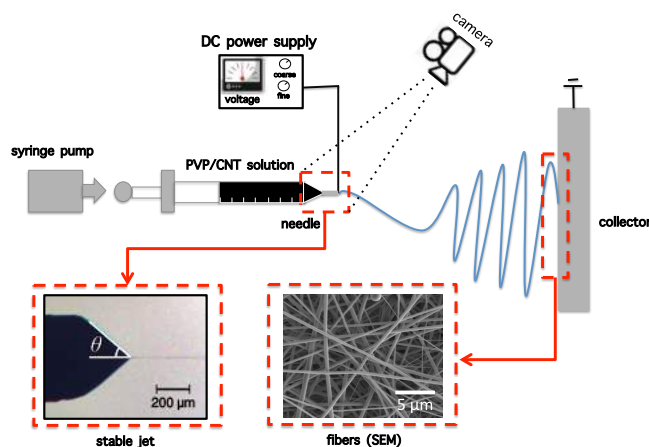 DC power supply
camera
coarse
fine
voltage
syringe pump
PVP/CNT solution
needle
collector
θ
200 µm
5 µm
stable jet
fibers (SEM)